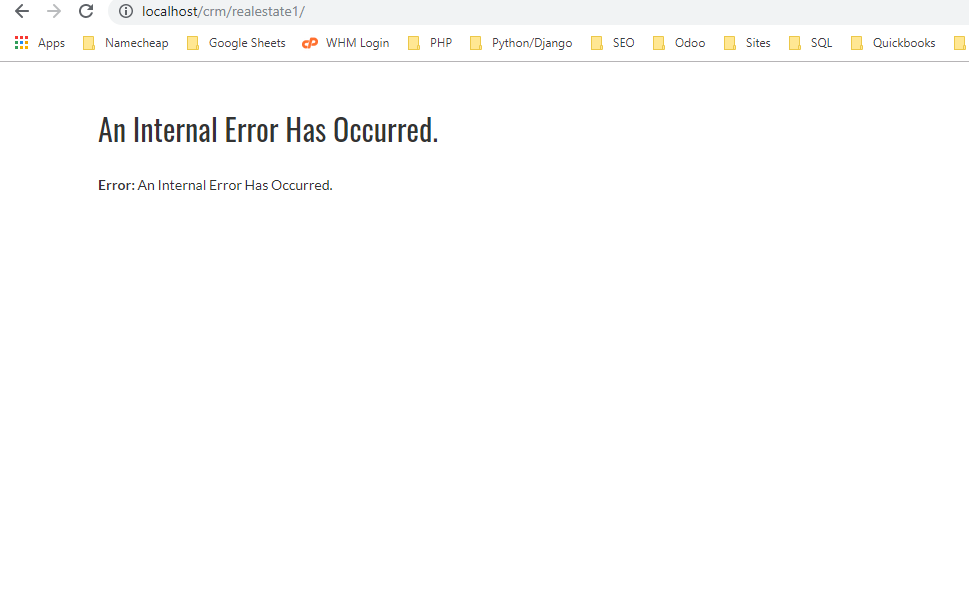 localhost/crm/realestate1/
Apps Namecheap Google Sheets WHM Login PHP Python/Django SEO Odoo Sites SQL Quickbooks
An Internal Error Has Occurred.
Error: An Internal Error Has Occurred.